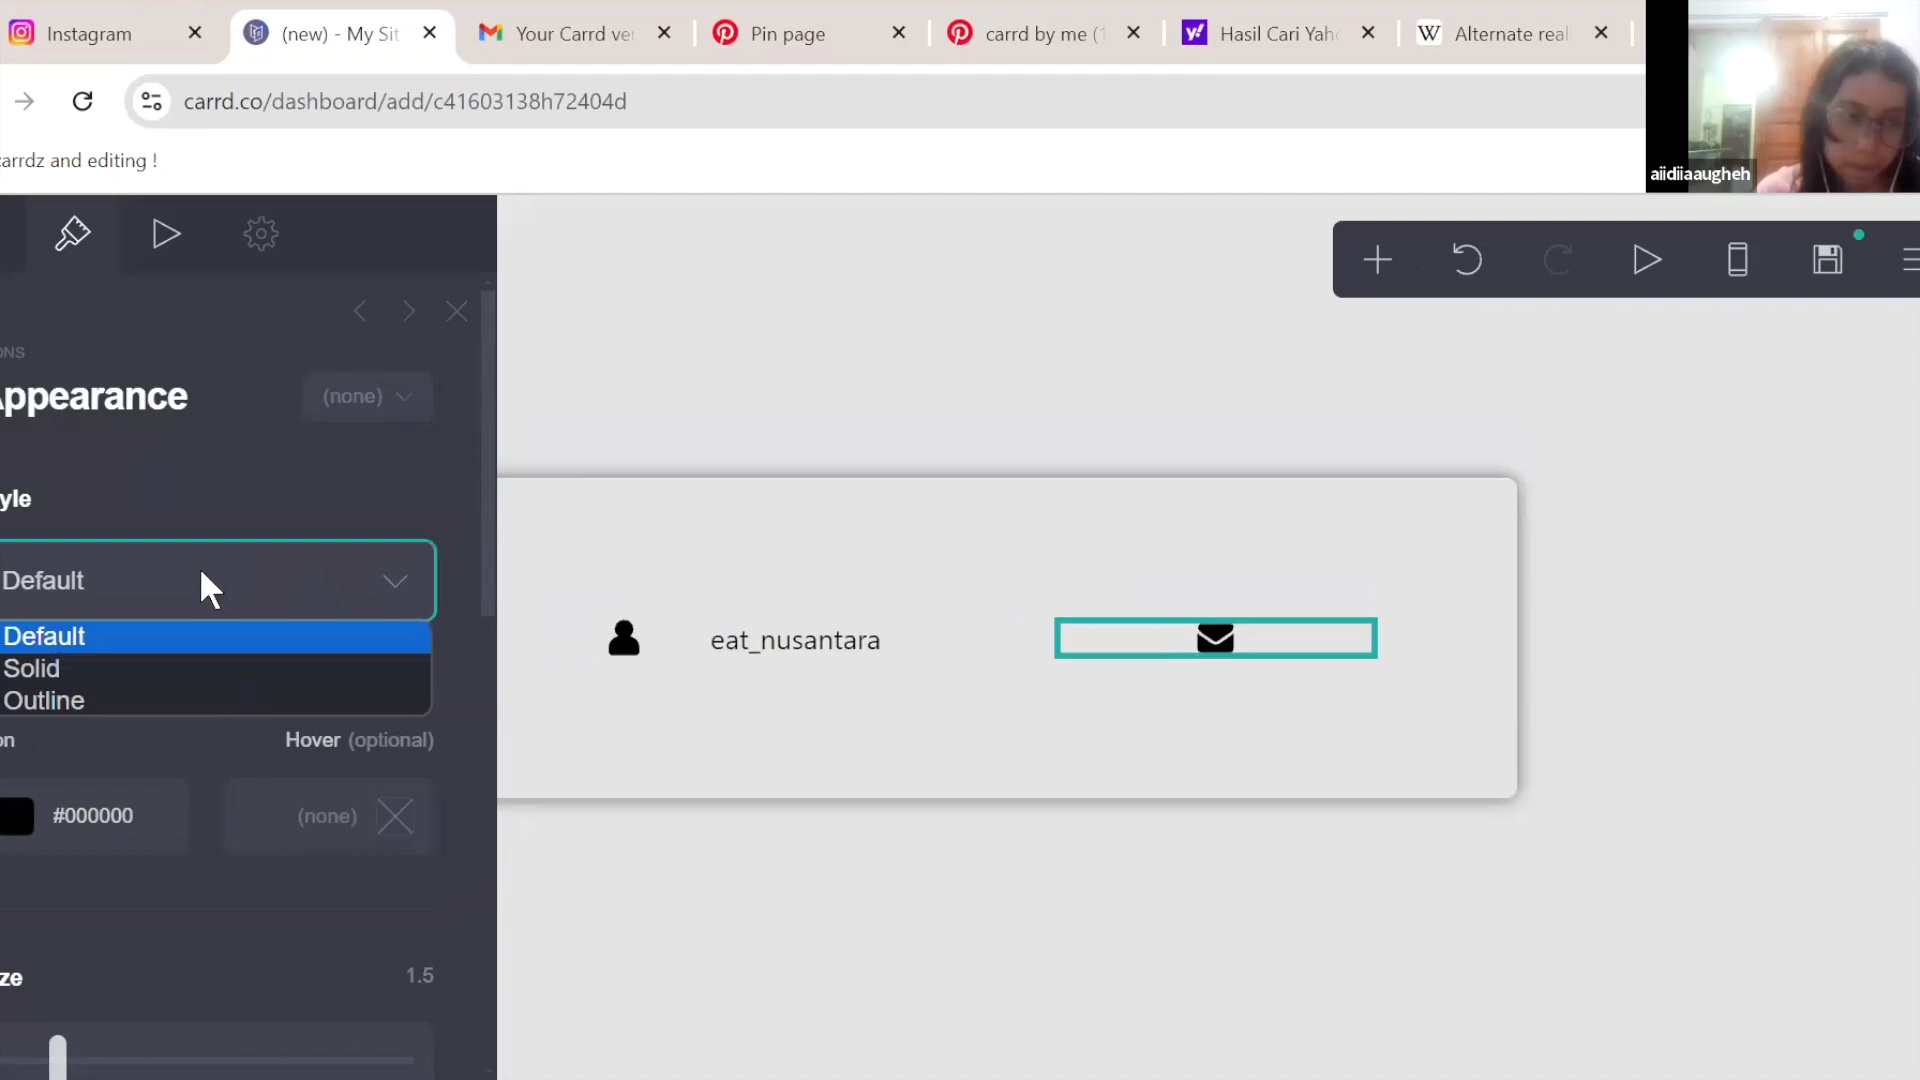 Instagram
(new) - My Sit
Your Carrd ve
Pin page
carrd by me (
Hasil Cari Yah
Alternate real
carrd.co/dashboard/add/c41603138h72404d
arrdz and editing !
aiidiiaaugheh
ONS
Appearance
(none)
yle
Default
Default
Solid
Outline
on
Hover (optional)
#000000
(none)
ze
1.5
eat_nusantara